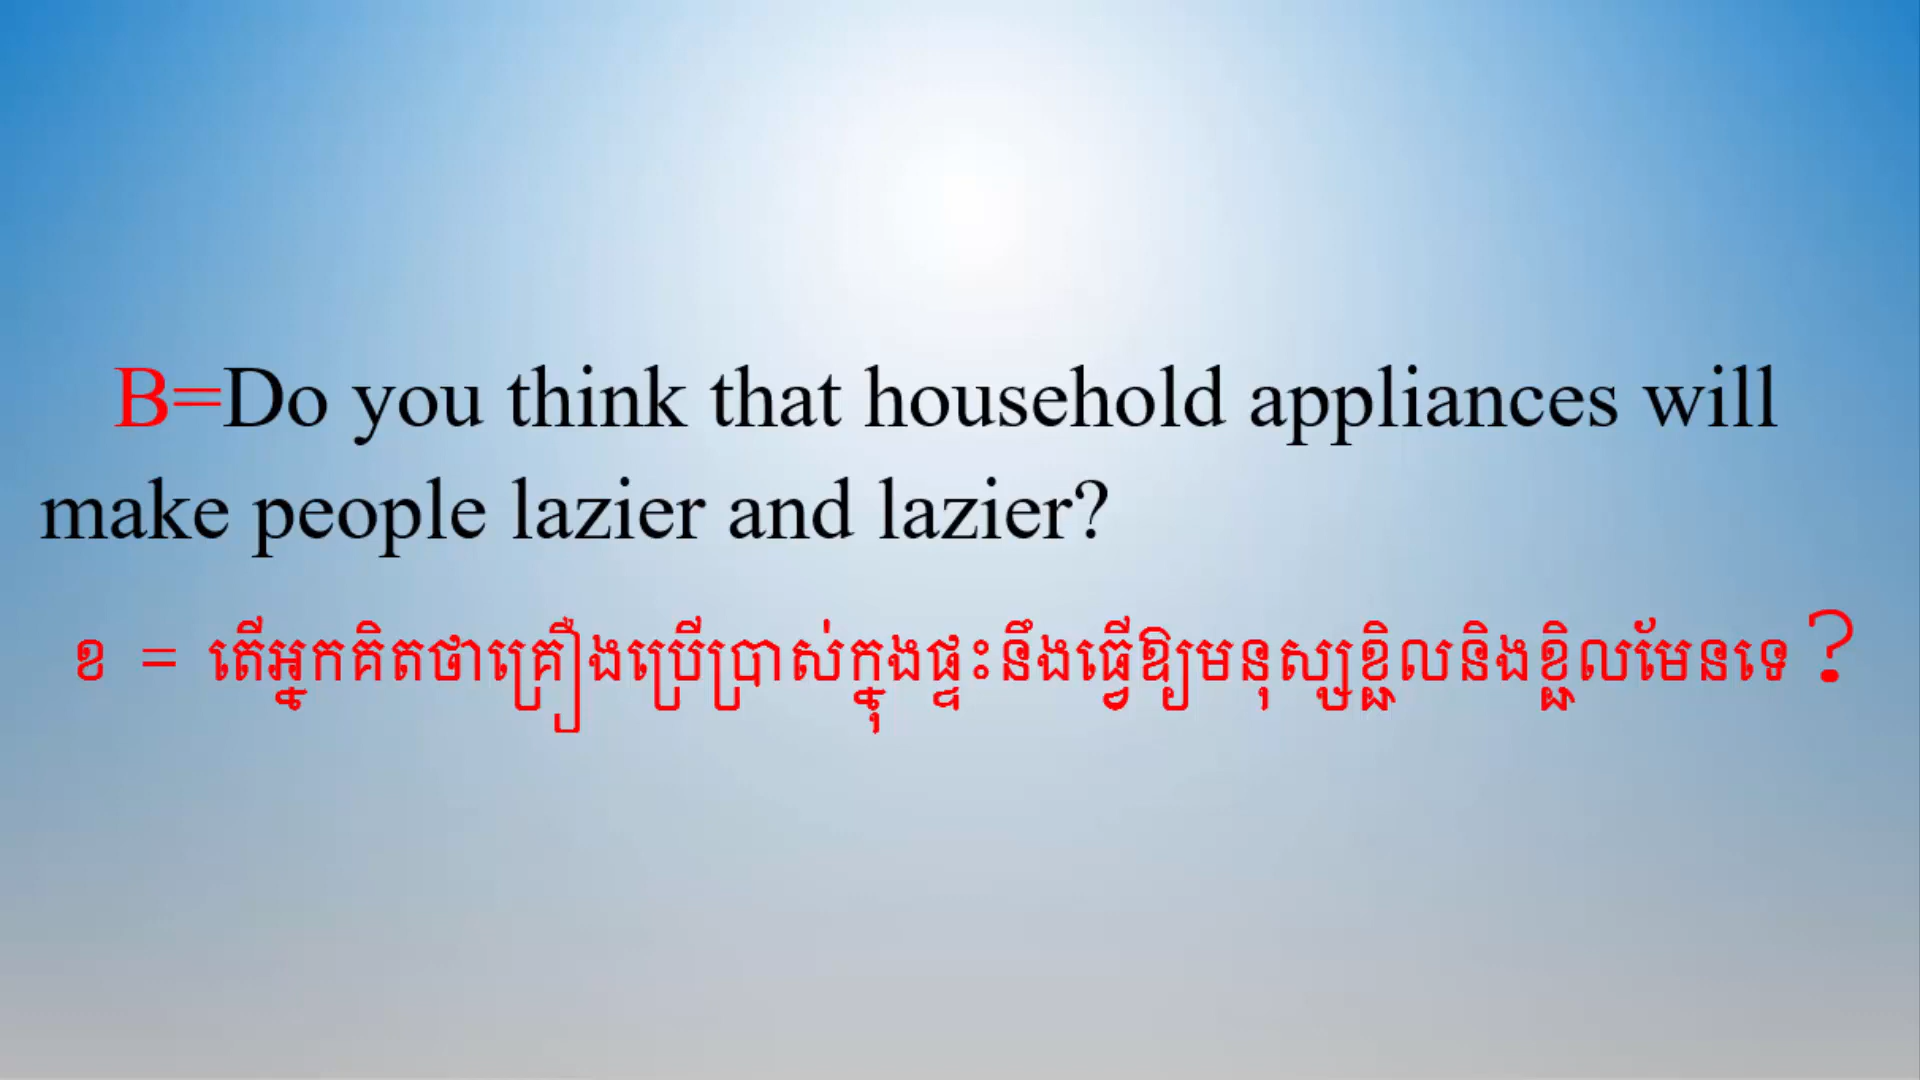 B=Do you think that household appliances will
make people lazier and lazier?
ខ = តើអ្នកគិតថាគ្រឿងប្រើប្រាស់ក្នុងផ្ទះនឹងធ្វើឱ្យមនុស្សខ្ជិលនិងខ្ជិលមែនទេ?